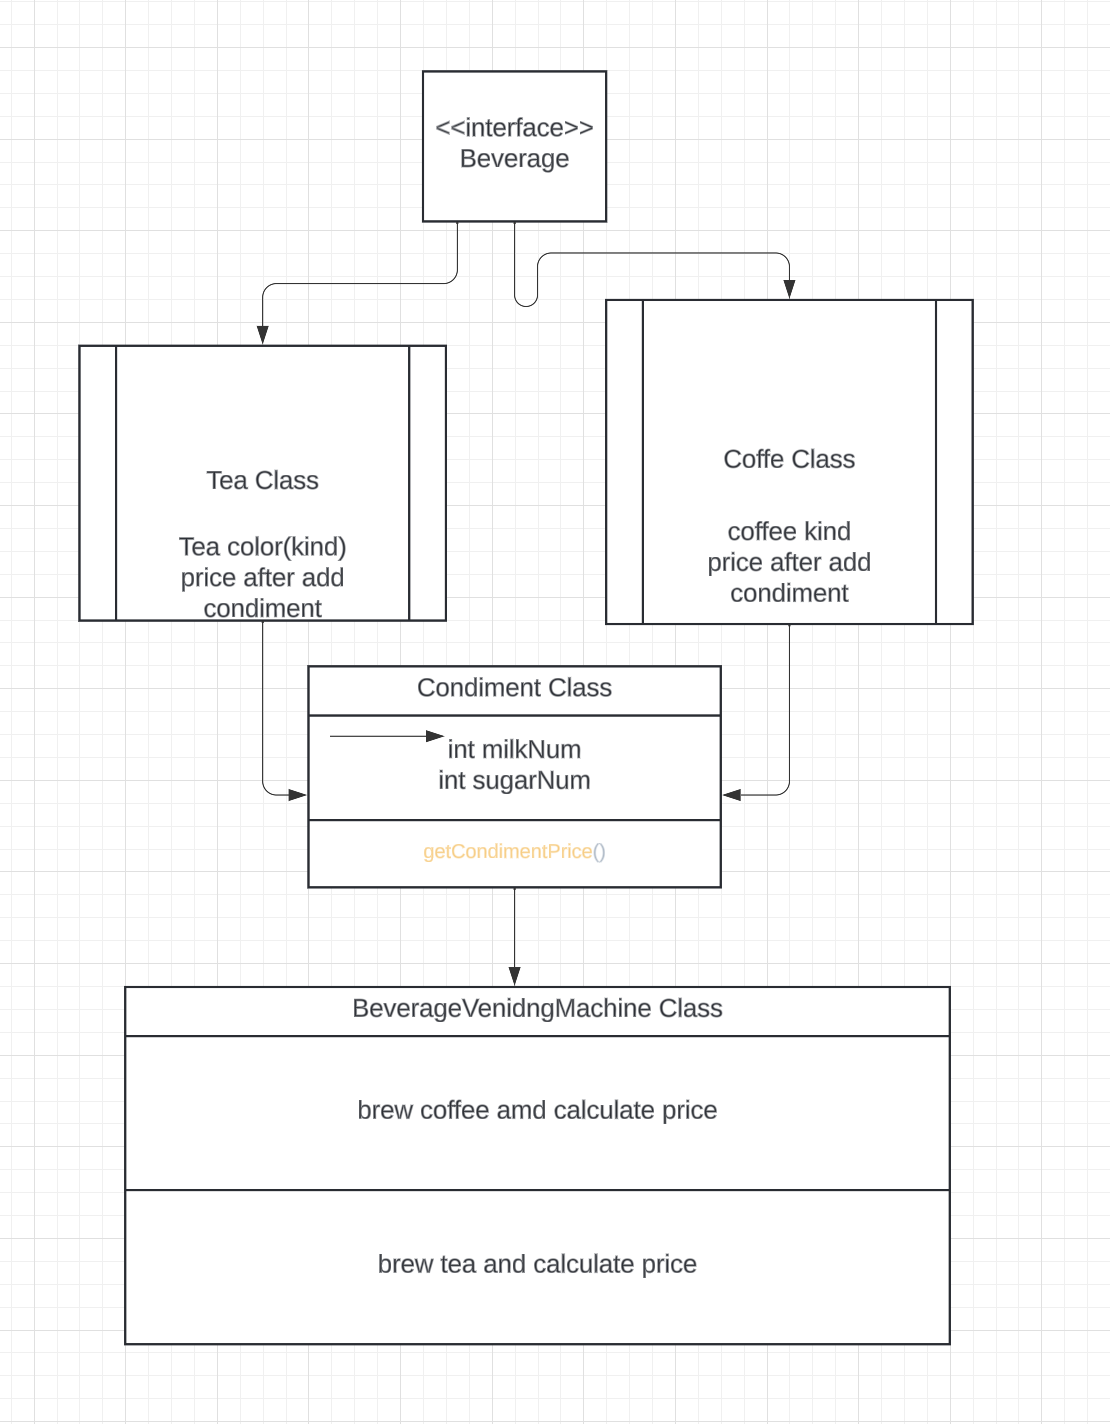 <<interface>>
Beverage
Tea Class
Tea color(kind)
price after add
condiment
Coffe Class
coffee kind
price after add
condiment
Condiment Class
int milkNum
int sugarNum
getCondimentPrice()
BeverageVenidngMachine Class
brew coffee amd calculate price
brew tea and calculate price